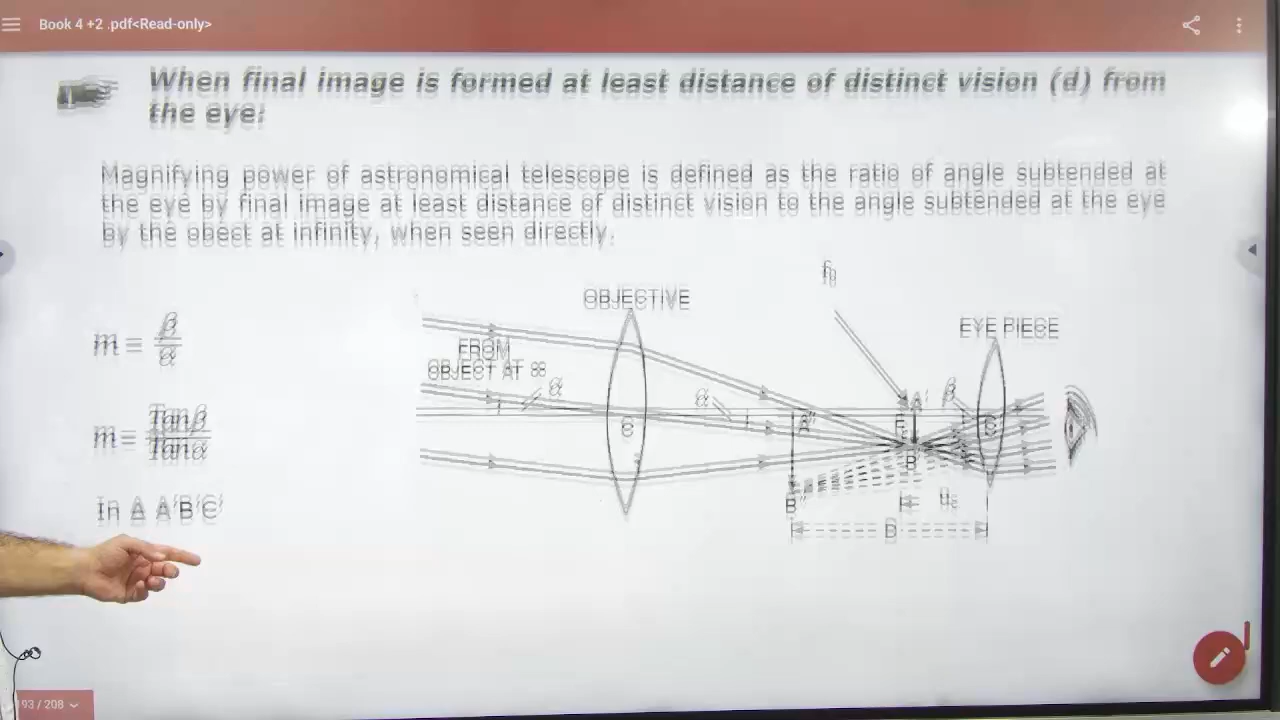 Book 4 +2 .pdf<Read-only>
When final image is formed at least distance of distinct vision (d) from
the eye:
Magnifying power of astronomical telescope is defined as the ratio of angle subtended at
the eye by final image at least distance of distinct vision to the angle subtended at the eye
by the obect at infinity, when seen directly.
m = β/α
m = Tanβ/Tanα
In Δ A'B'C'
OBJECTIVE
EYE PIECE
FROM
OBJECT AT ∞
α
α
β
A'
A''
C
C'
B''
D
93 / 208